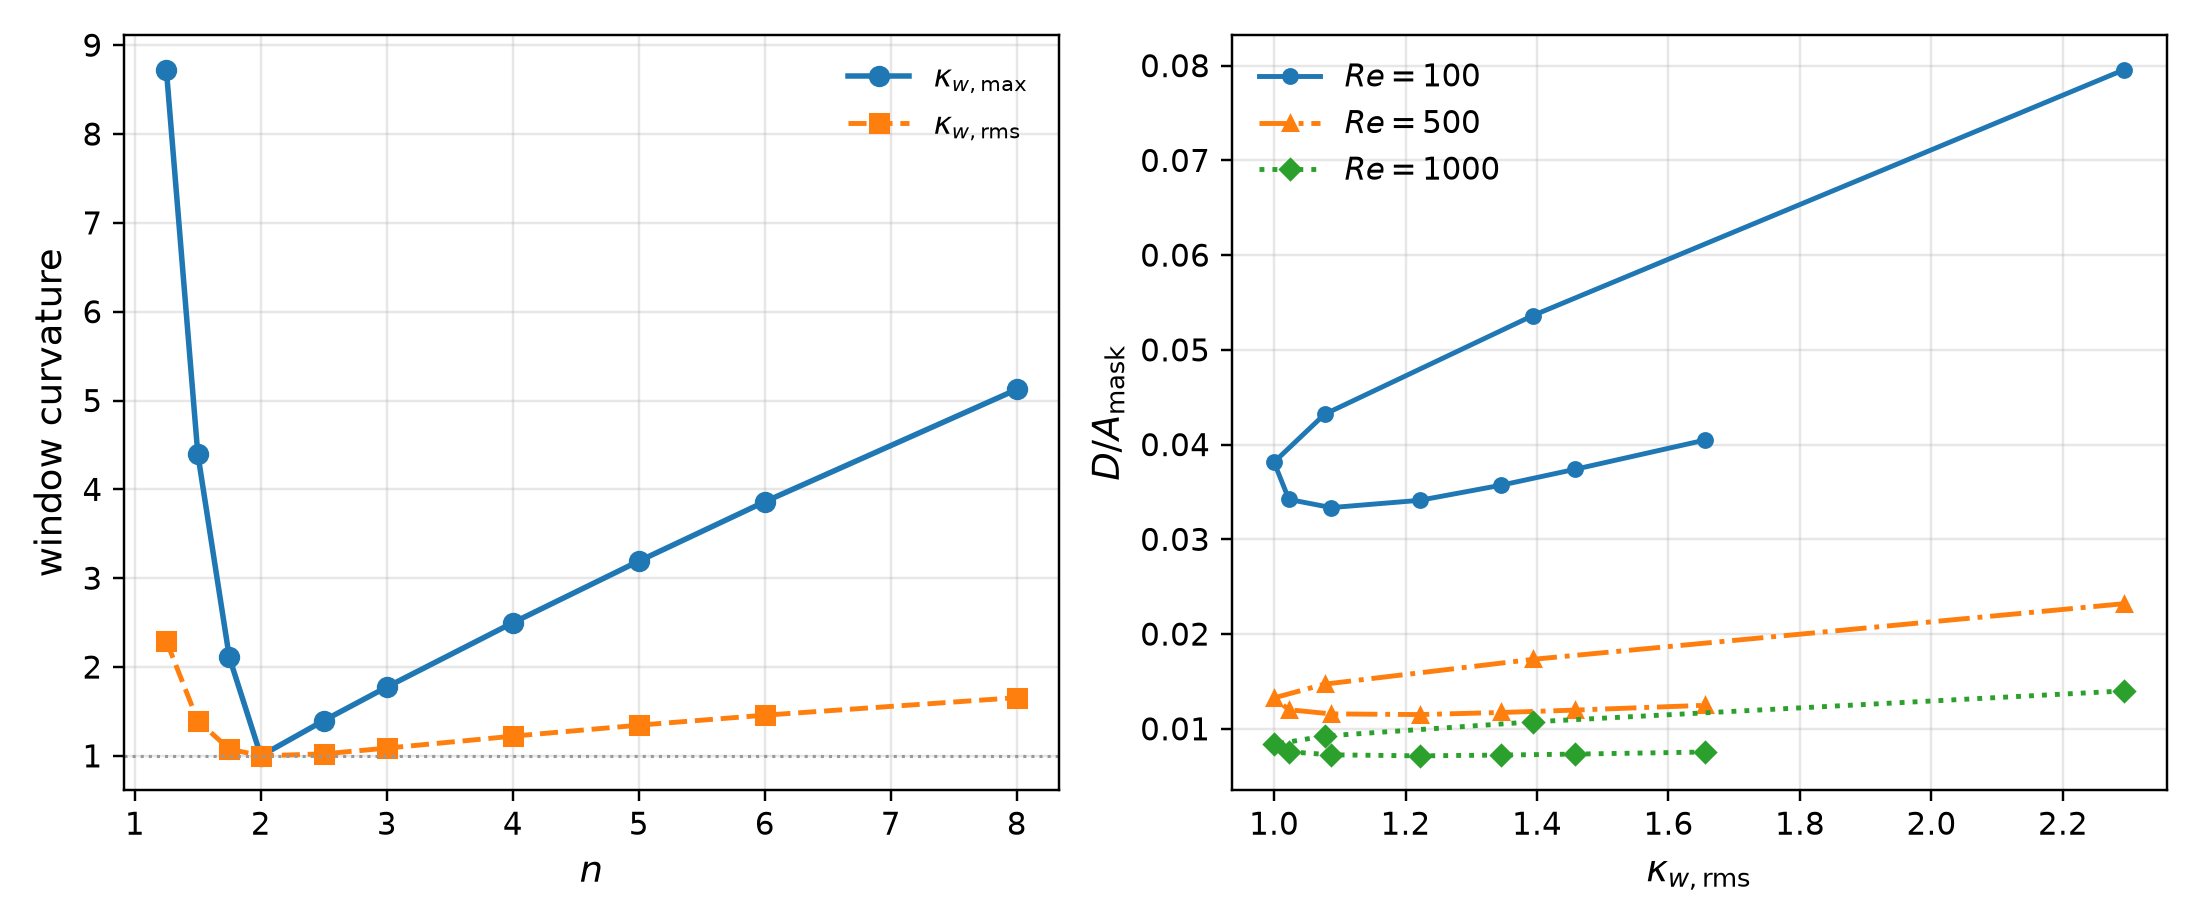 9
8
7
6
5
4
3
2
1
window curvature
κw, max
κw, rms
1 2 3 4 5 6 7 8
n
0.08
0.07
0.06
0.05
0.04
0.03
0.02
0.01
D/Amask
Re = 100
Re = 500
Re = 1000
1.0 1.2 1.4 1.6 1.8 2.0 2.2
κw, rms